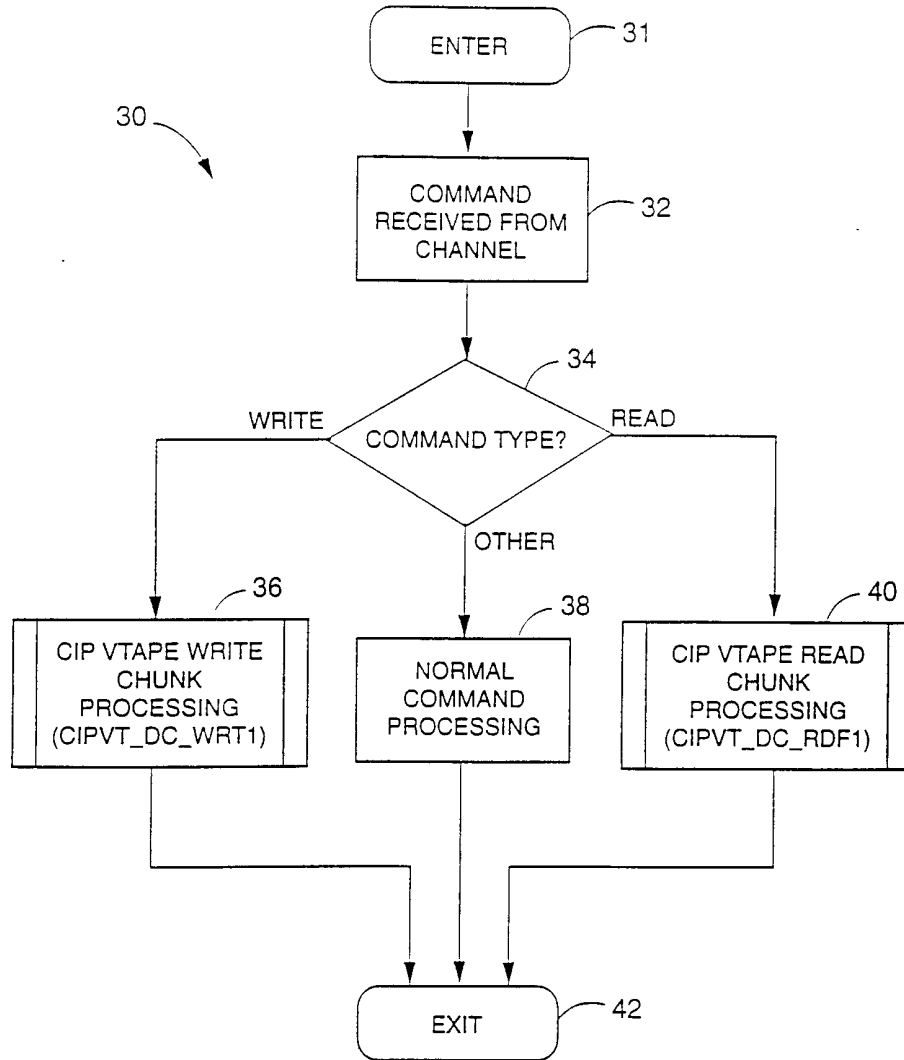 ENTER
31
30
COMMAND
RECEIVED FROM
CHANNEL
32
34
WRITE
COMMAND TYPE?
READ
OTHER
36
CIP VTAPE WRITE
CHUNK
PROCESSING
(CIPVT_DC_WRT1)
38
NORMAL
COMMAND
PROCESSING
40
CIP VTAPE READ
CHUNK
PROCESSING
(CIPVT_DC_RDF1)
EXIT
42